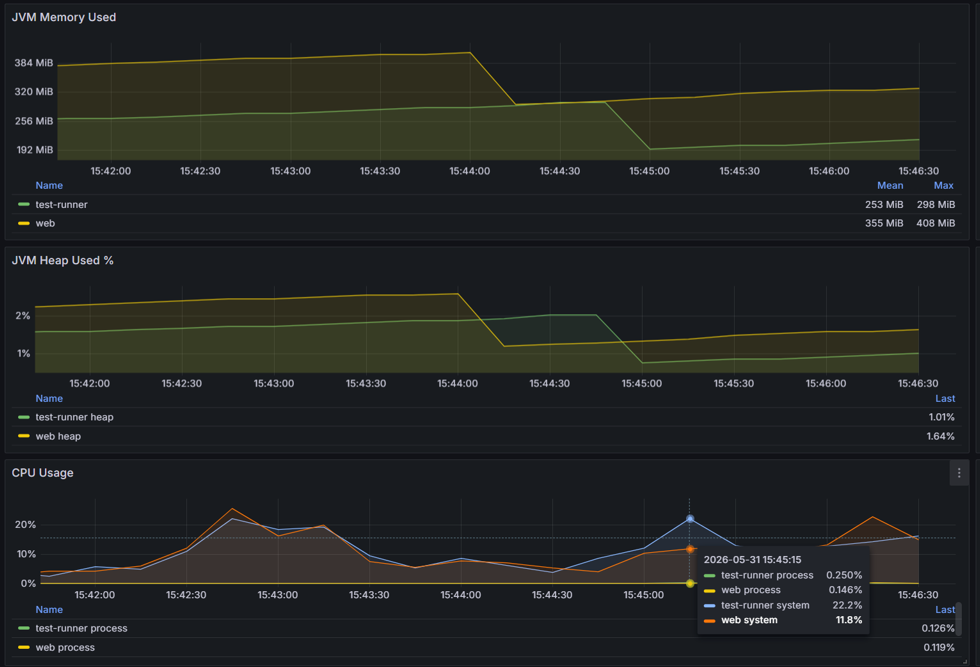 JVM Memory Used
384 MiB
320 MiB
256 MiB
192 MiB
15:42:00 15:42:30 15:43:00 15:43:30 15:44:00 15:44:30 15:45:00 15:45:30 15:46:00 15:46:30
Name Mean Max
test-runner 253 MiB 298 MiB
web 355 MiB 408 MiB
JVM Heap Used %
2%
1%
15:42:00 15:42:30 15:43:00 15:43:30 15:44:00 15:44:30 15:45:00 15:45:30 15:46:00 15:46:30
Name Last
test-runner heap 1.01%
web heap 1.64%
CPU Usage
20%
10%
0%
15:42:00 15:42:30 15:43:00 15:43:30 15:44:00 15:44:30 15:45:00 15:46:30
2026-05-31 15:45:15
test-runner process 0.250%
web process 0.146%
test-runner system 22.2%
web system 11.8%
Name Last
test-runner process 0.126%
web process 0.119%